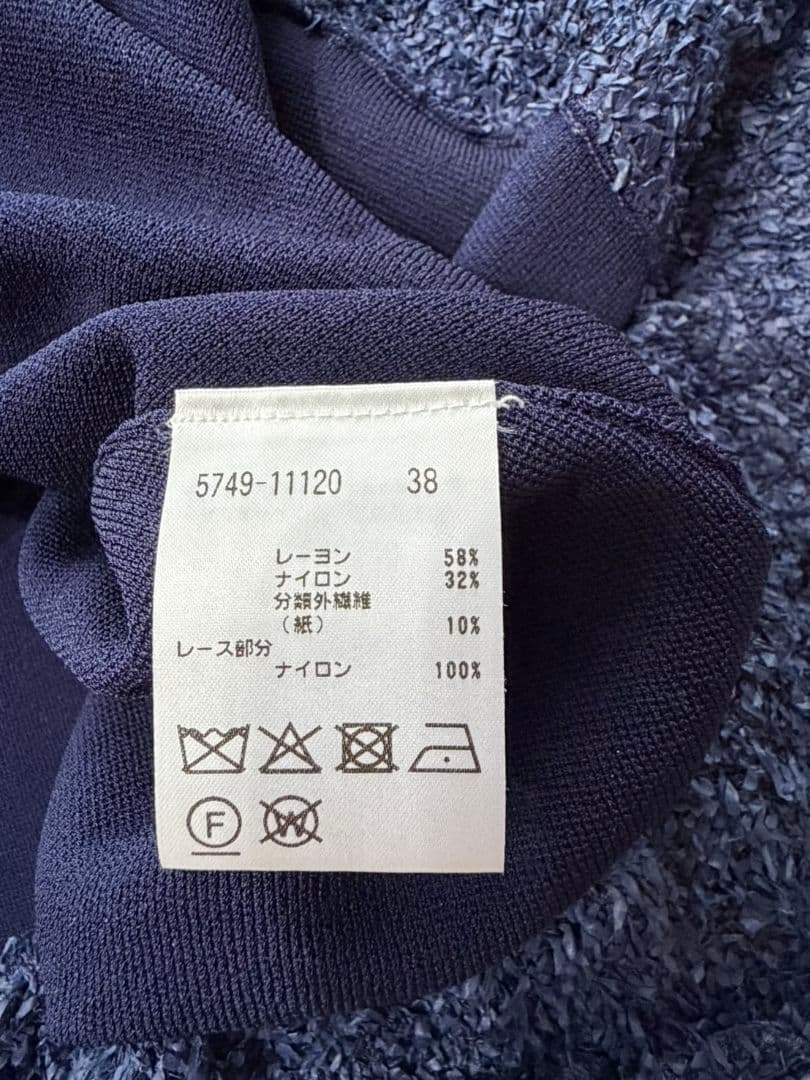 5749-11120 38
レーヨン 58%
ナイロン 32%
分類外繊維
(紙) 10%
レース部分
ナイロン 100%
F W